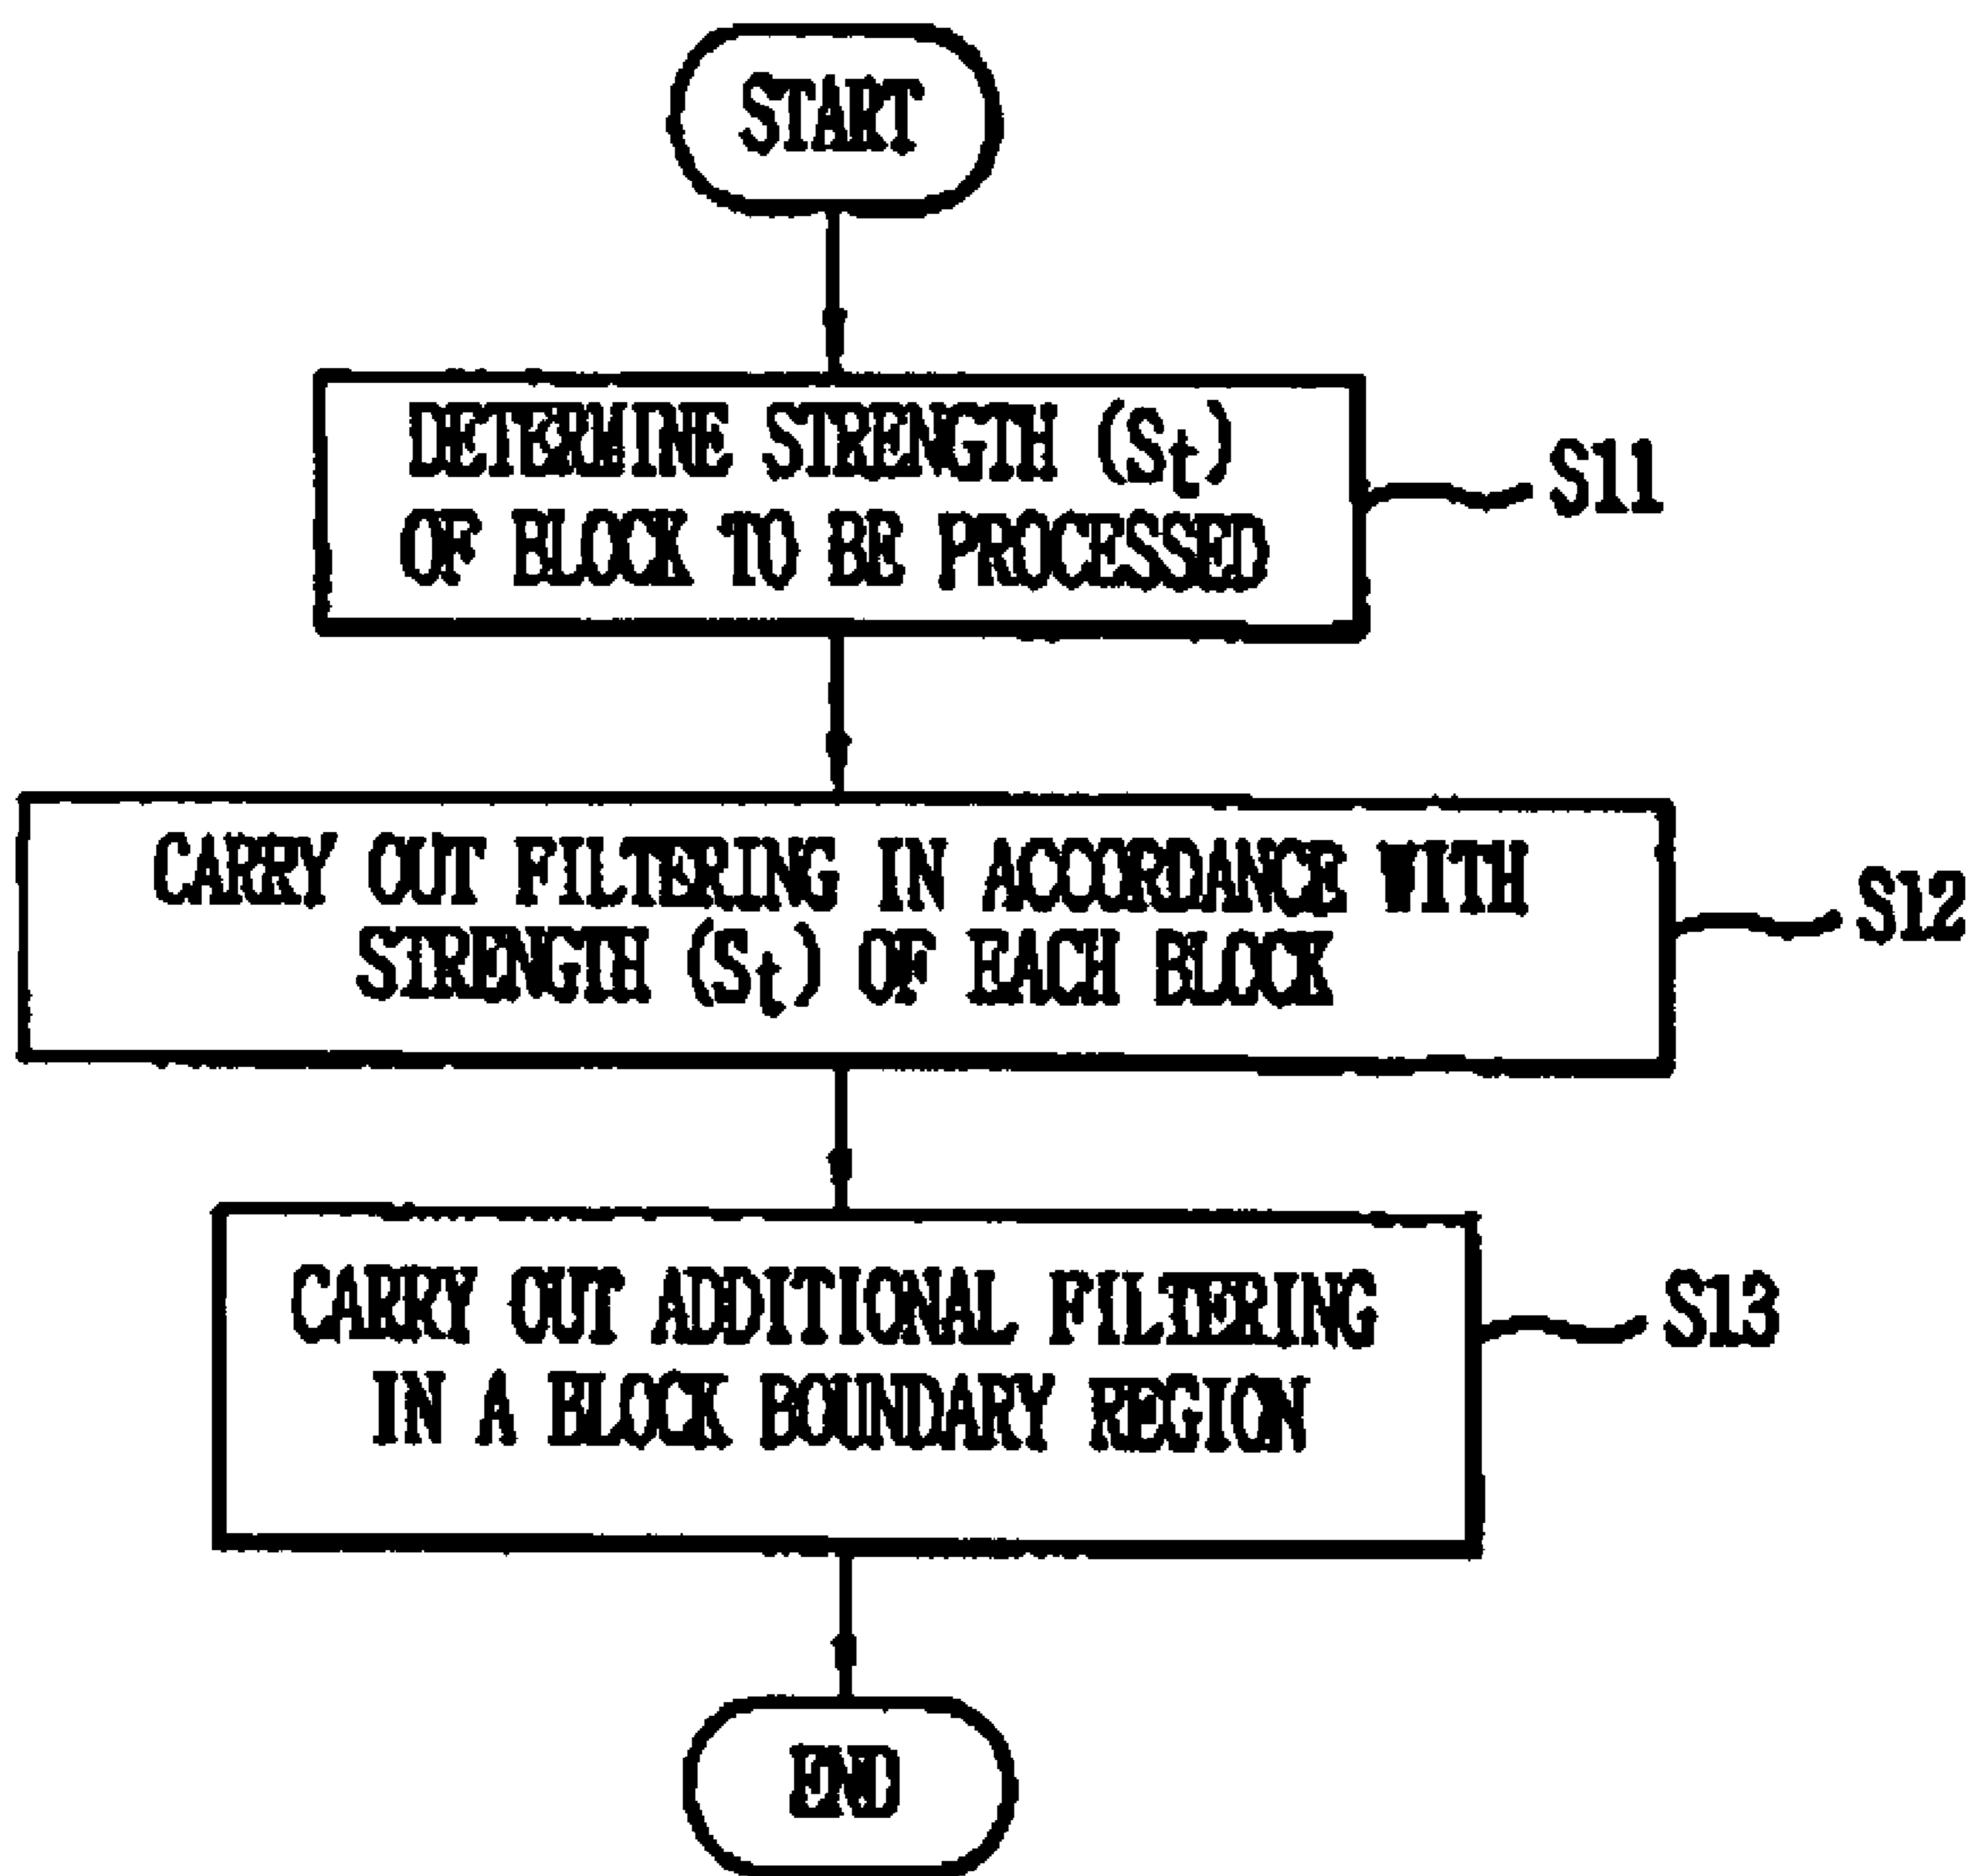 START
DETERMINE STRENGTH (St)
OF BLOCK TO BE PROCESSED
S11
CARRY OUT FILTERING IN ACCORDANCE WITH
STRENGTH (St) OF EACH BLOCK
S12
CARRY OUT ADDITIONAL FILTERING
IN A BLOCK BOUNDARY REGION
S13
END